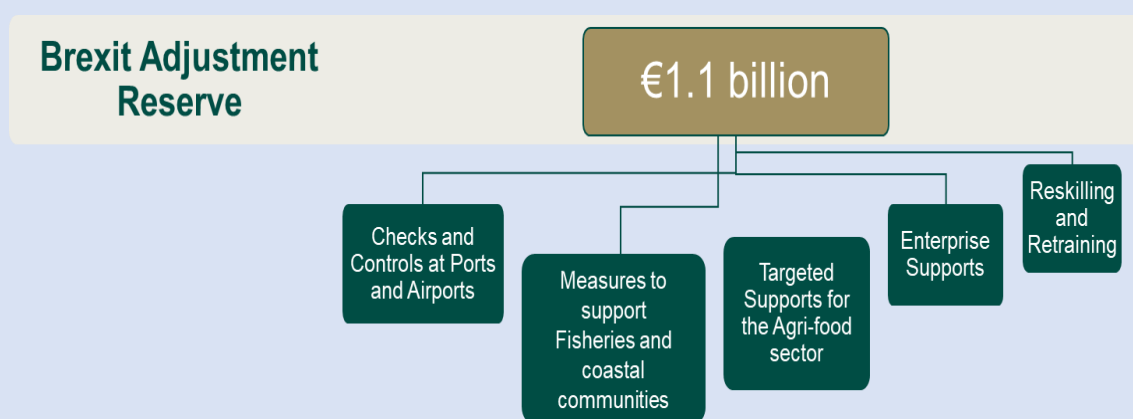 Brexit Adjustment
Reserve
€1.1 billion
Checks and
Controls at Ports
and Airports
Measures to
support
Fisheries and
coastal
communities
Targeted
Supports for
the Agri-food
sector
Enterprise
Supports
Reskilling
and
Retraining